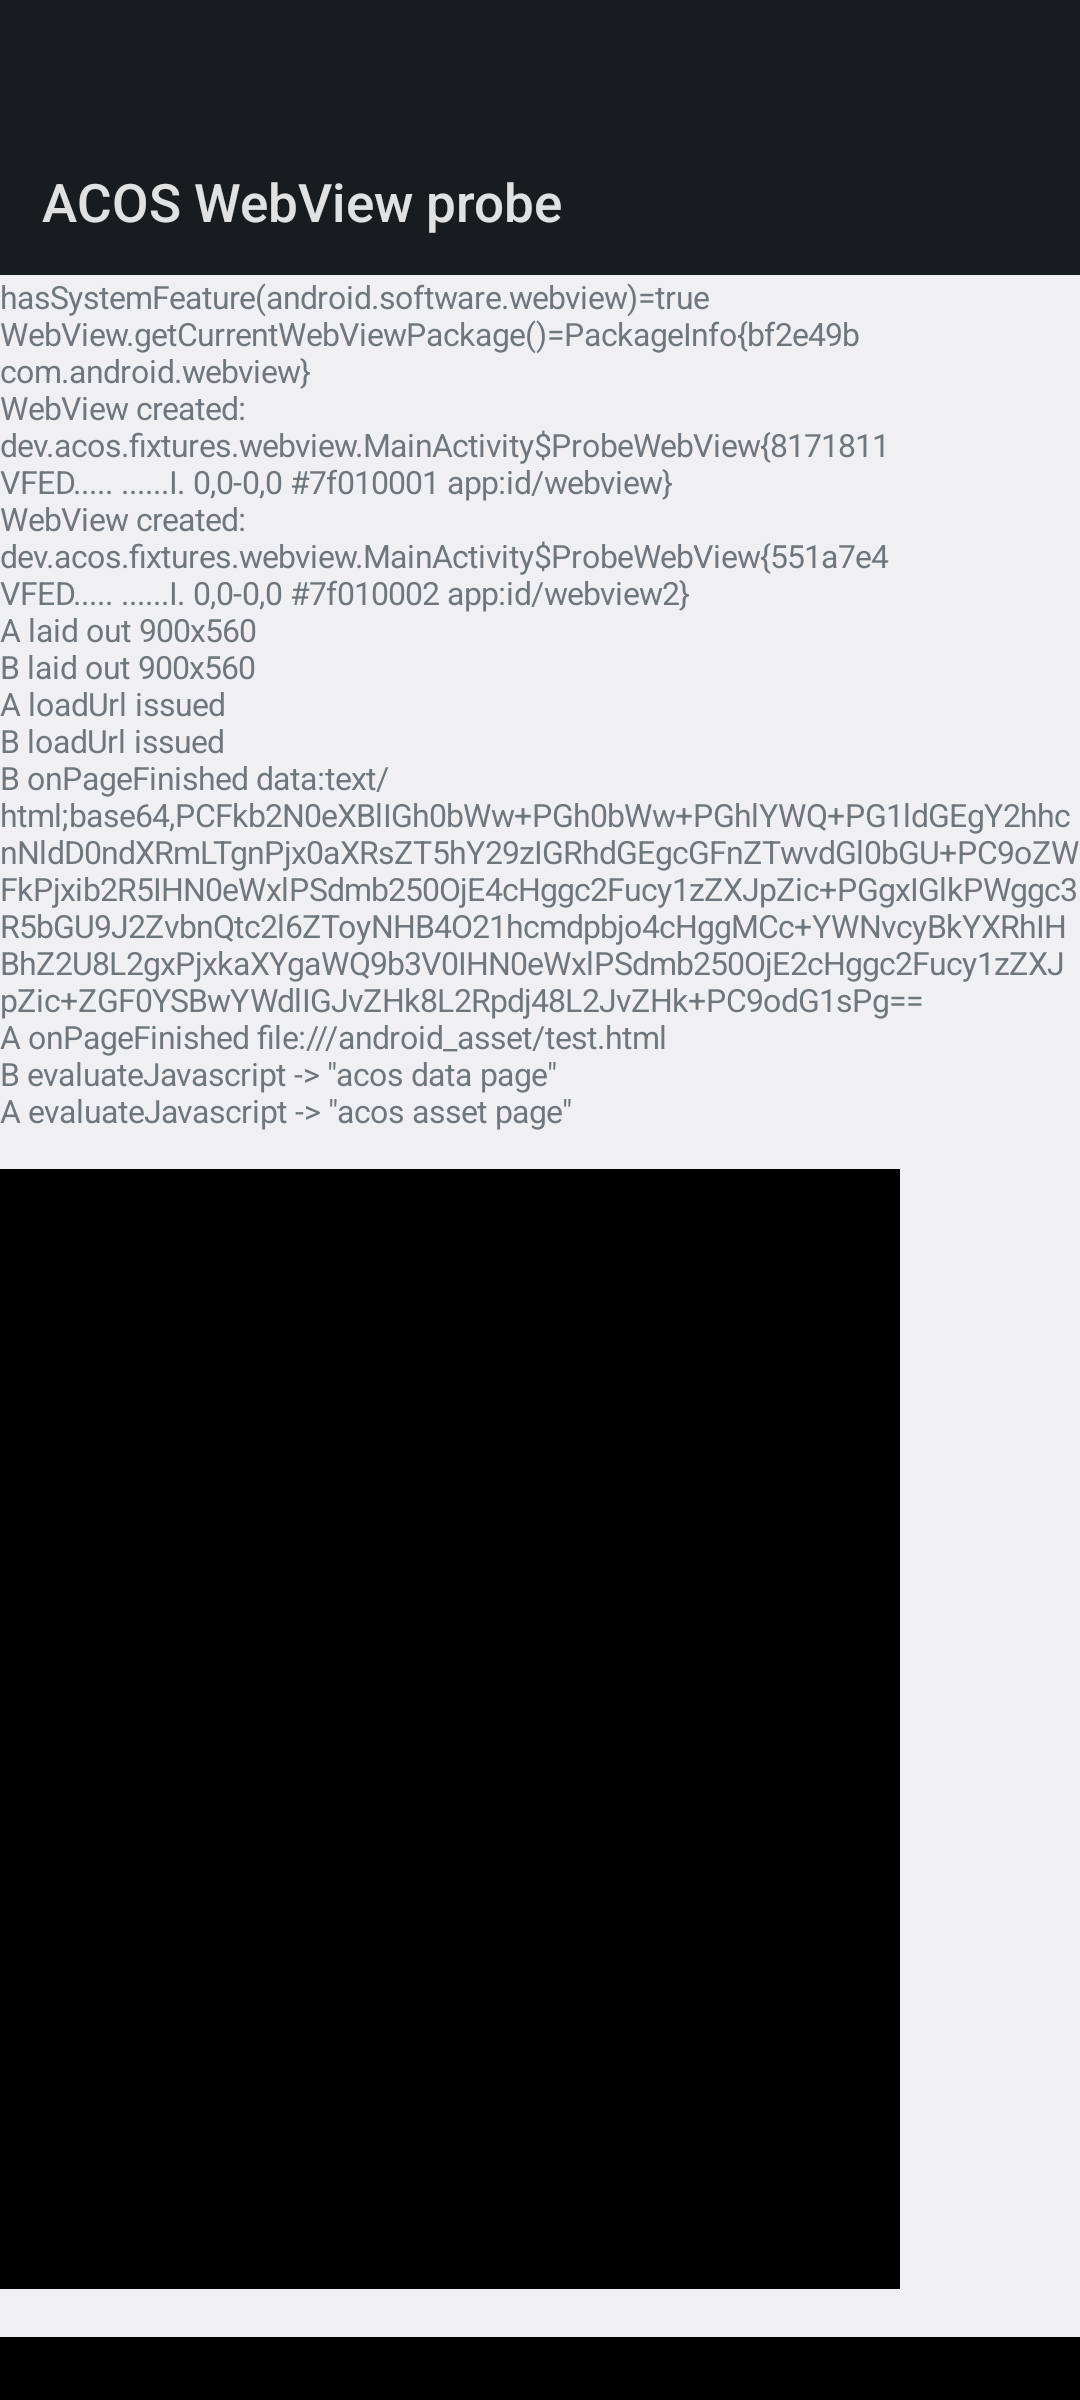 ACOS WebView probe
hasSystemFeature(android.software.webview)=true
WebView.getCurrentWebViewPackage()=PackageInfo{bf2e49b
com.android.webview}
WebView created:
dev.acos.fixtures.webview.MainActivity$ProbeWebView{8171811
VFED..... ......I. 0,0-0,0 #7f010001 app:id/webview}
WebView created:
dev.acos.fixtures.webview.MainActivity$ProbeWebView{551a7e4
VFED..... ......I. 0,0-0,0 #7f010002 app:id/webview2}
A laid out 900x560
B laid out 900x560
A loadUrl issued
B loadUrl issued
B onPageFinished data:text/
html;base64,PCFkb2N0eXBlIGh0bWw+PGh0bWw+PGhlYWQ+PG1ldGEgY2hhc
nNldD0ndXRmLTgnPjx0aXRsZT5hY29zIGRhdGEgcGFnZTwvdGl0bGU+PC9oZW
FkPjxib2R5IHN0eWxlPSdmb250OjE4cHggc2Fucy1zZXJpZic+PGgxIGlkPWggc3
R5bGU9J2ZvbnQtc2l6ZToyNHB4O21hcmdpbjo4cHggMCc+YWNvcyBkYXRhIH
BhZ2U8L2gxPjxkaXYgaWQ9b3V0IHN0eWxlPSdmb250OjE2cHggc2Fucy1zZXJ
pZic+ZGF0YSBwYWdlIGJvZHk8L2Rpdj48L2JvZHk+PC9odG1sPg==
A onPageFinished file:///android_asset/test.html
B evaluateJavascript -> "acos data page"
A evaluateJavascript -> "acos asset page"